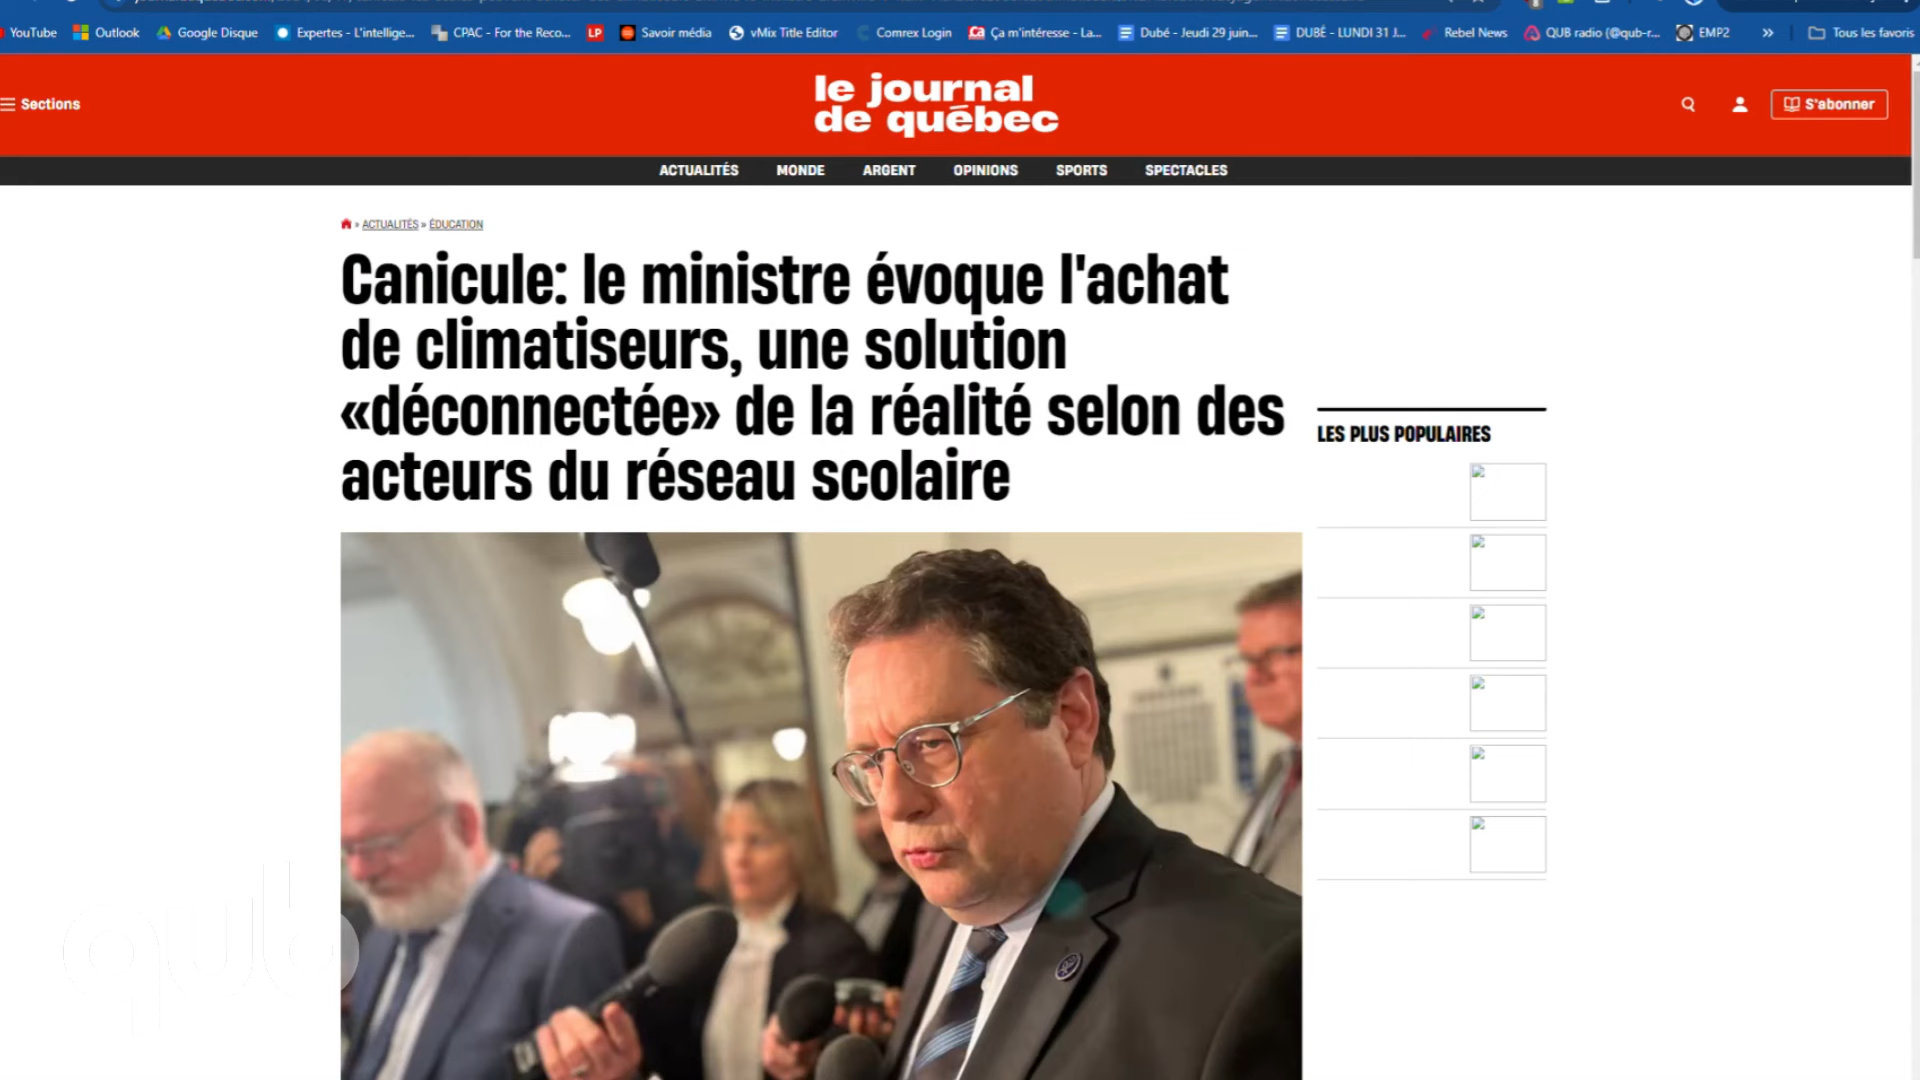 YouTube Outlook Google Disque Expertes - L'intellige... CPAC - For the Reco... LP Savoir média vMix Title Editor Comrex Login Ça Ça m'intéresse - La... Dubé - Jeudi 29 juin... DUBÉ - LUNDI 31 J... Rebel News QUB radio (@qub-r... EMP2 » Tous les favoris
Sections
le journal
de québec
S'abonner
ACTUALITÉS MONDE ARGENT OPINIONS SPORTS SPECTACLES
» ACTUALITÉS » ÉDUCATION
Canicule: le ministre évoque l'achat
de climatiseurs, une solution
«déconnectée» de la réalité selon des
acteurs du réseau scolaire
LES PLUS POPULAIRES
qub